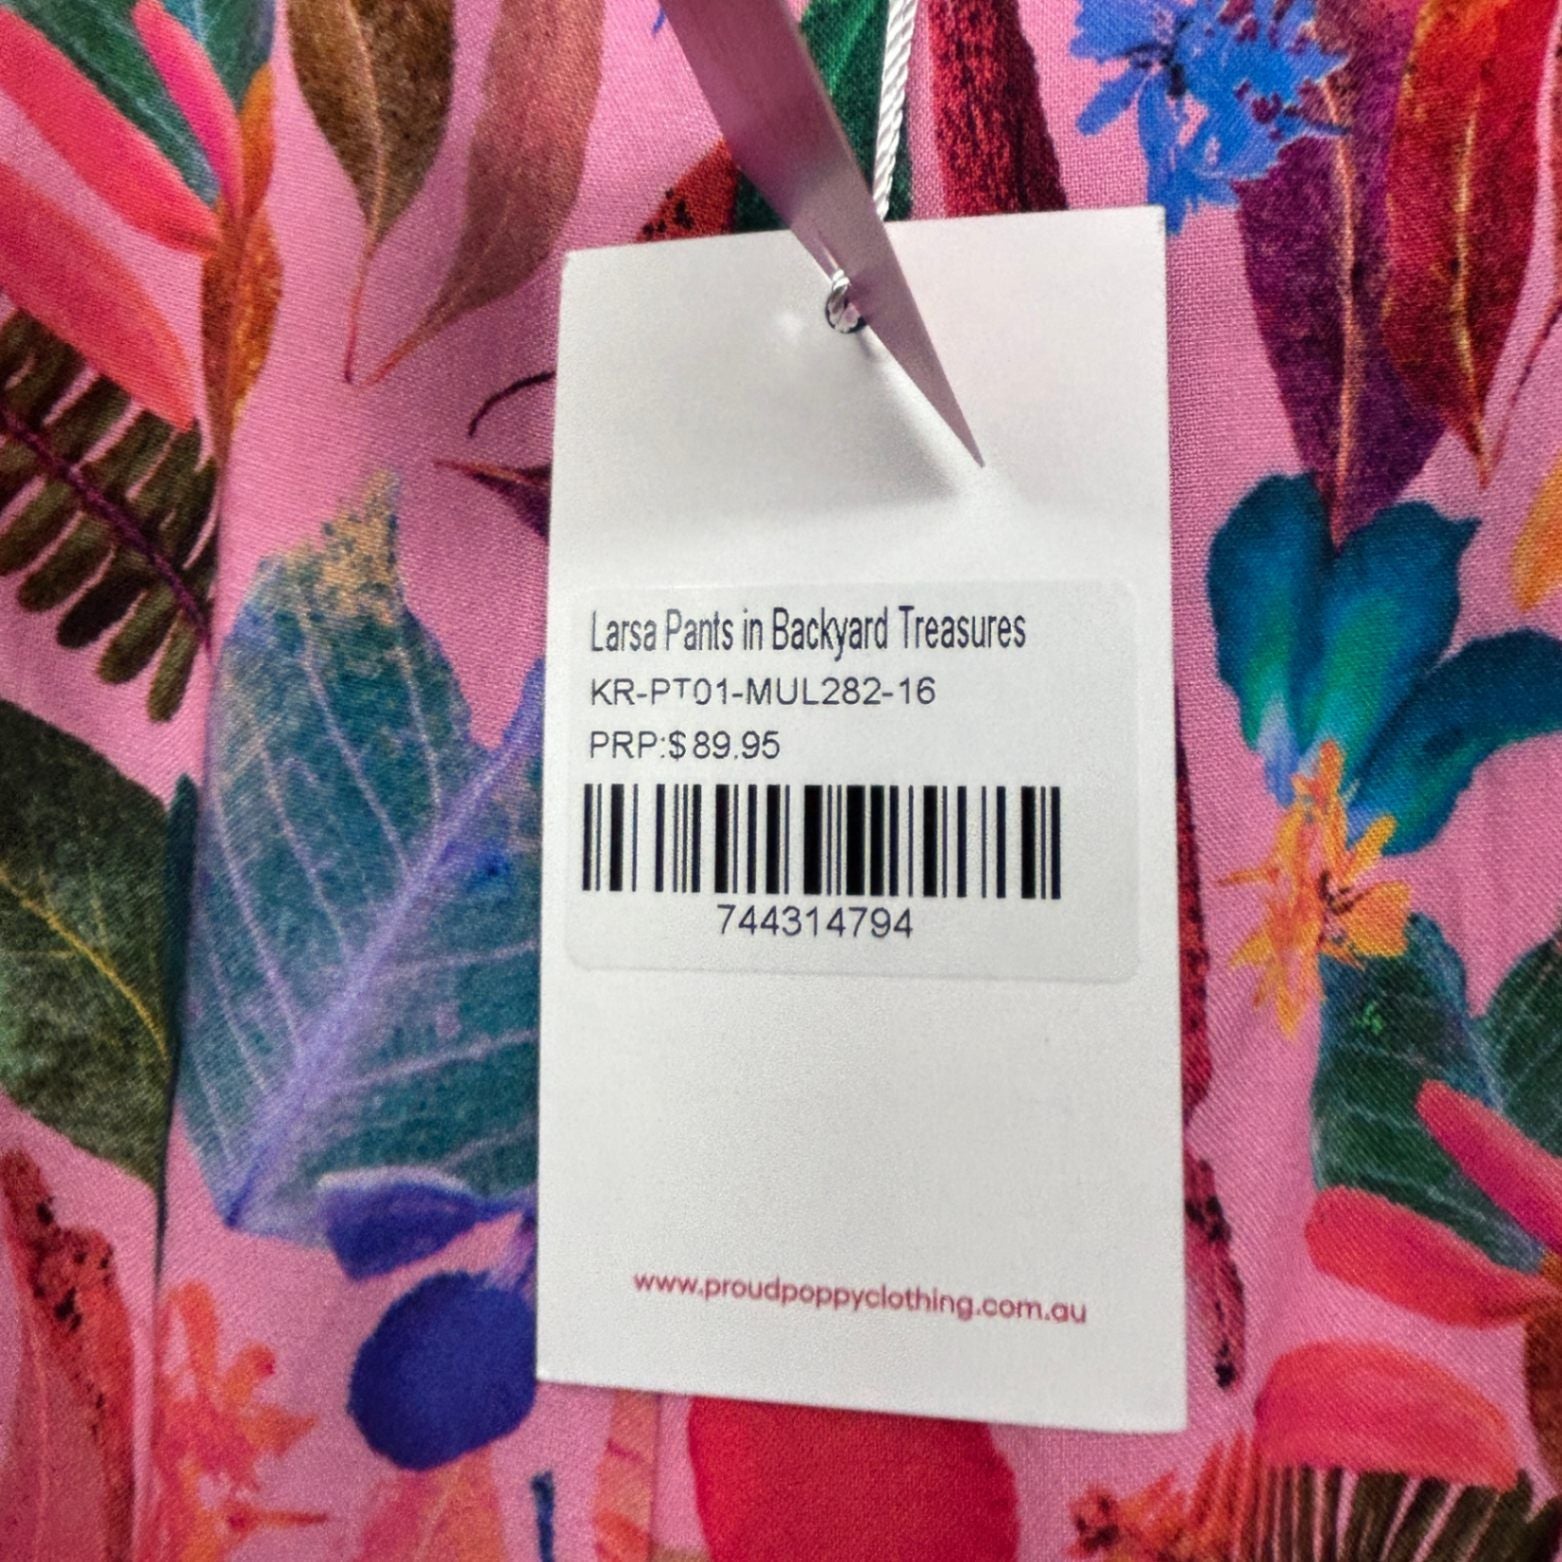 Larsa Pants in Backyard Treasures
KR-PT01-MUL282-16
PRP:$89.95
744314794
www.proudpoppyclothing.com.au